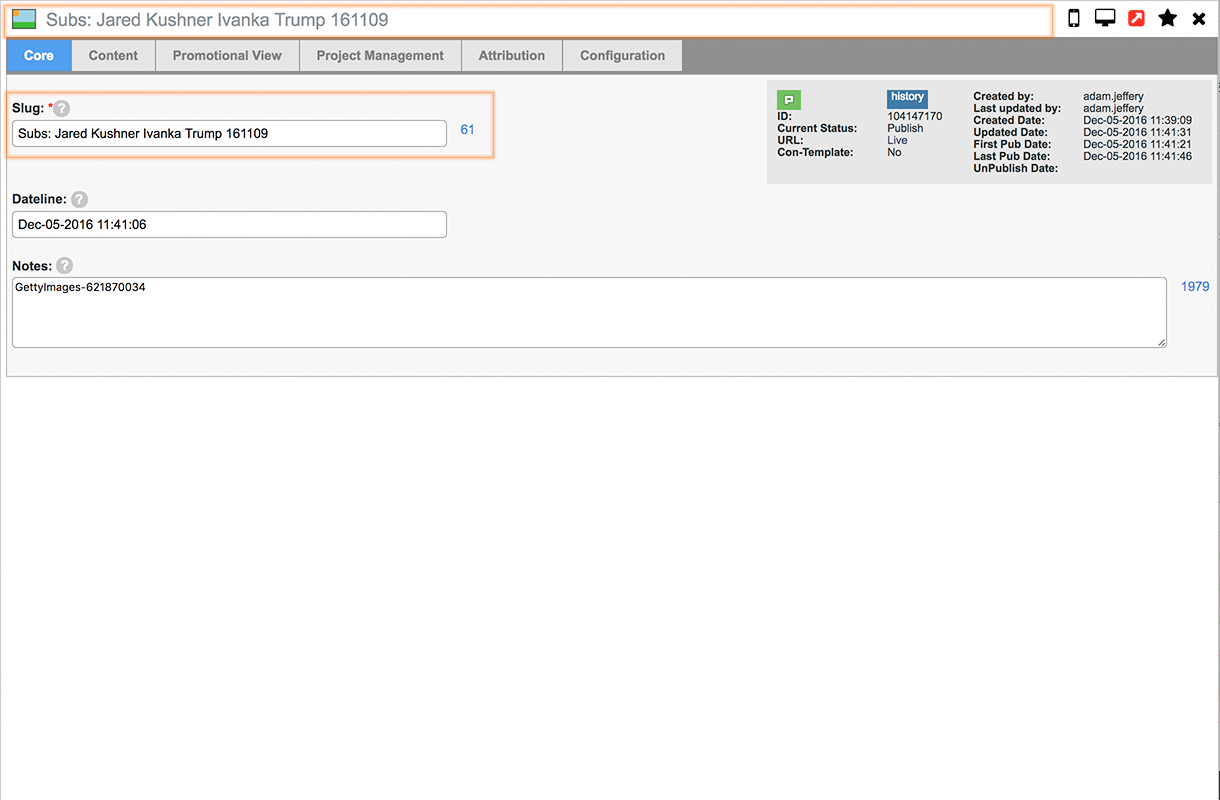 Subs: Jared Kushner Ivanka Trump 161109
Core Content Promotional View Project Management Attribution Configuration
Slug: *?
Subs: Jared Kushner Ivanka Trump 161109 61
history
ID: 104147170
Current Status: Publish
URL: Live
Con-Template: No
Created by: adam.jeffery
Last updated by: adam.jeffery
Created Date: Dec-05-2016 11:39:09
Updated Date: Dec-05-2016 11:41:31
First Pub Date: Dec-05-2016 11:41:21
Last Pub Date: Dec-05-2016 11:41:46
UnPublish Date:
Dateline: ?
Dec-05-2016 11:41:06
Notes: ?
GettyImages-621870034 1979